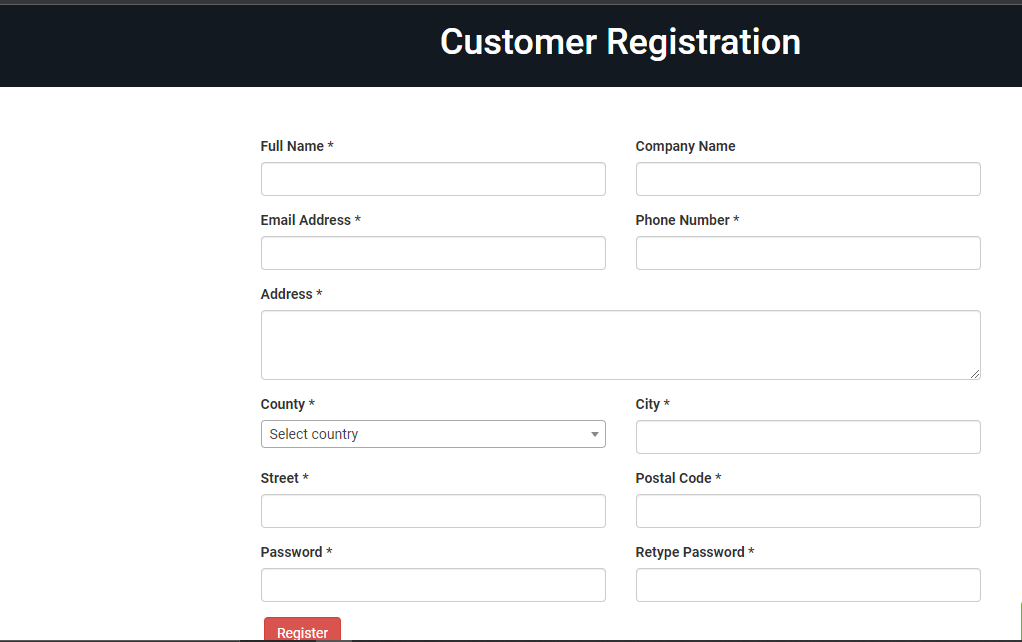 Customer Registration
Full Name *
Company Name
Email Address *
Phone Number *
Address *
County *
City *
Select country
Street *
Postal Code *
Password *
Retype Password *
Register